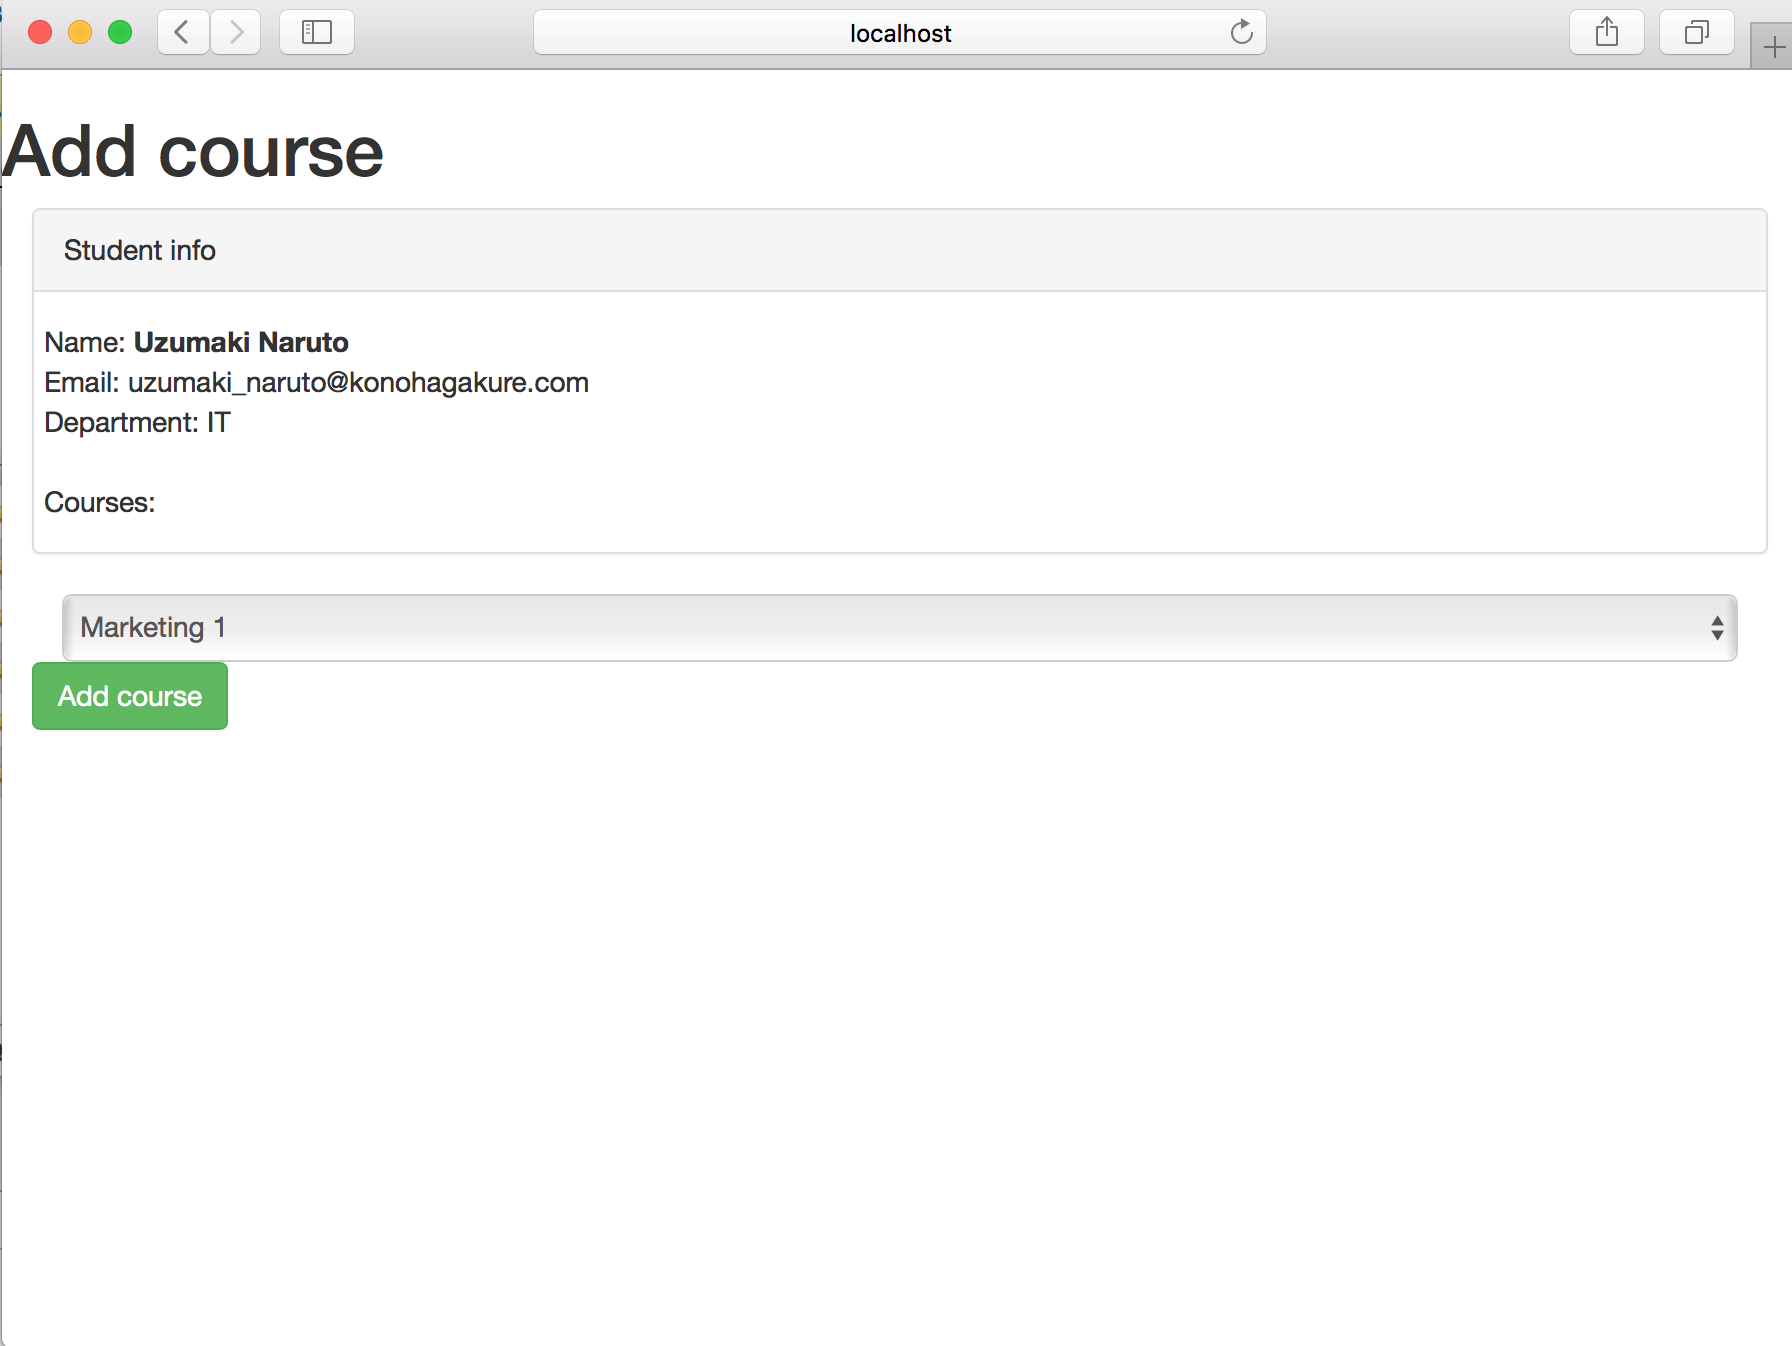 localhost
Add course
Student info
Name: Uzumaki Naruto
Email: uzumaki_naruto@konohagakure.com
Department: IT
Courses:
Marketing 1
Add course